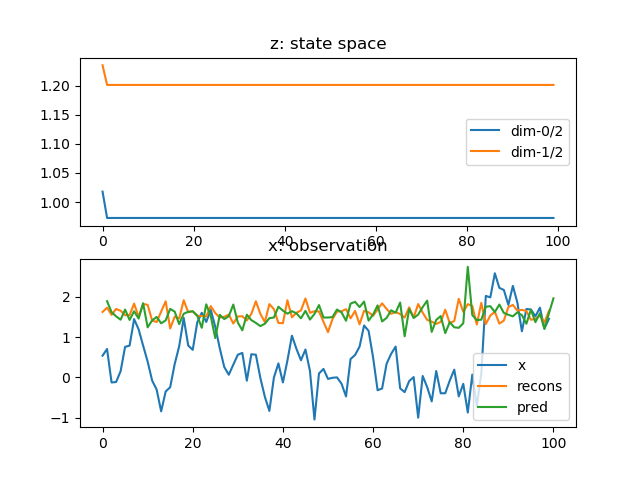 z: state space
1.20
1.15
1.10
1.05
1.00
dim-0/2
dim-1/2
0 20 40 60 80 100
x: observation
2
1
0
−1
x
recons
pred
0 20 40 60 80 100